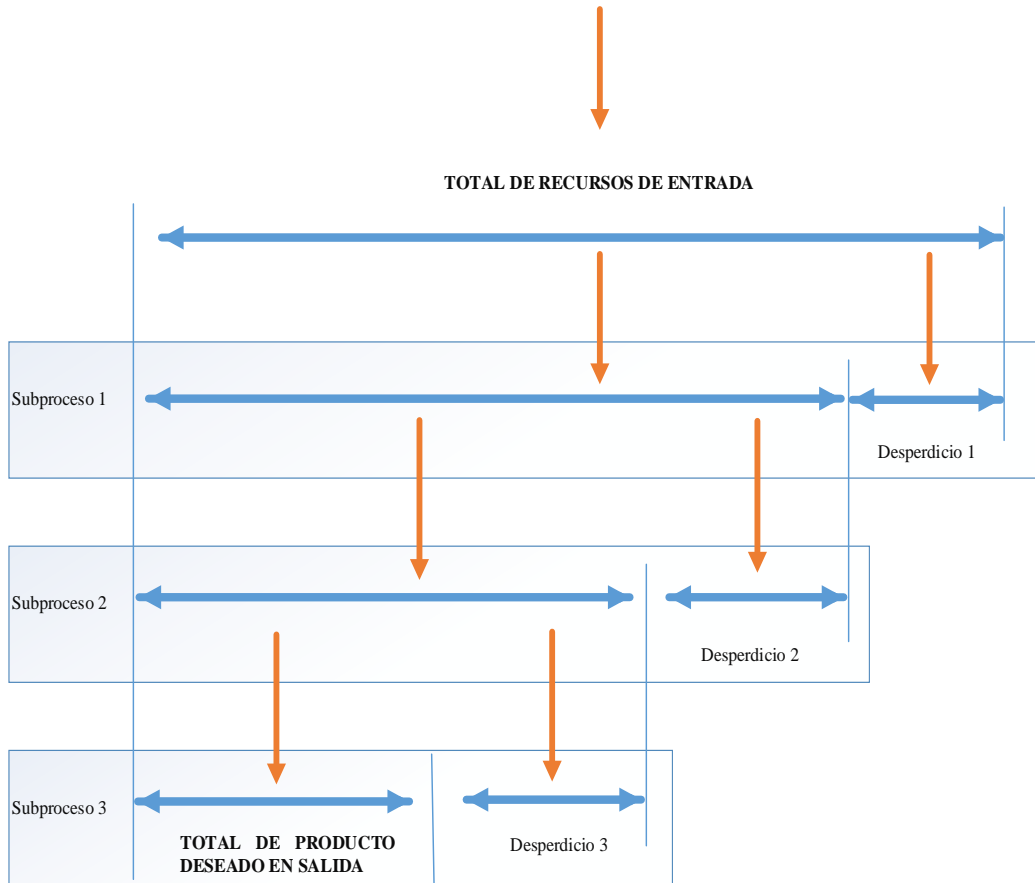 TOTAL DE RECURSOS DE ENTRADA
Subproceso 1
Desperdicio 1
Subproceso 2
Desperdicio 2
Subproceso 3
TOTAL DE PRODUCTO
DESEADO EN SALIDA
Desperdicio 3